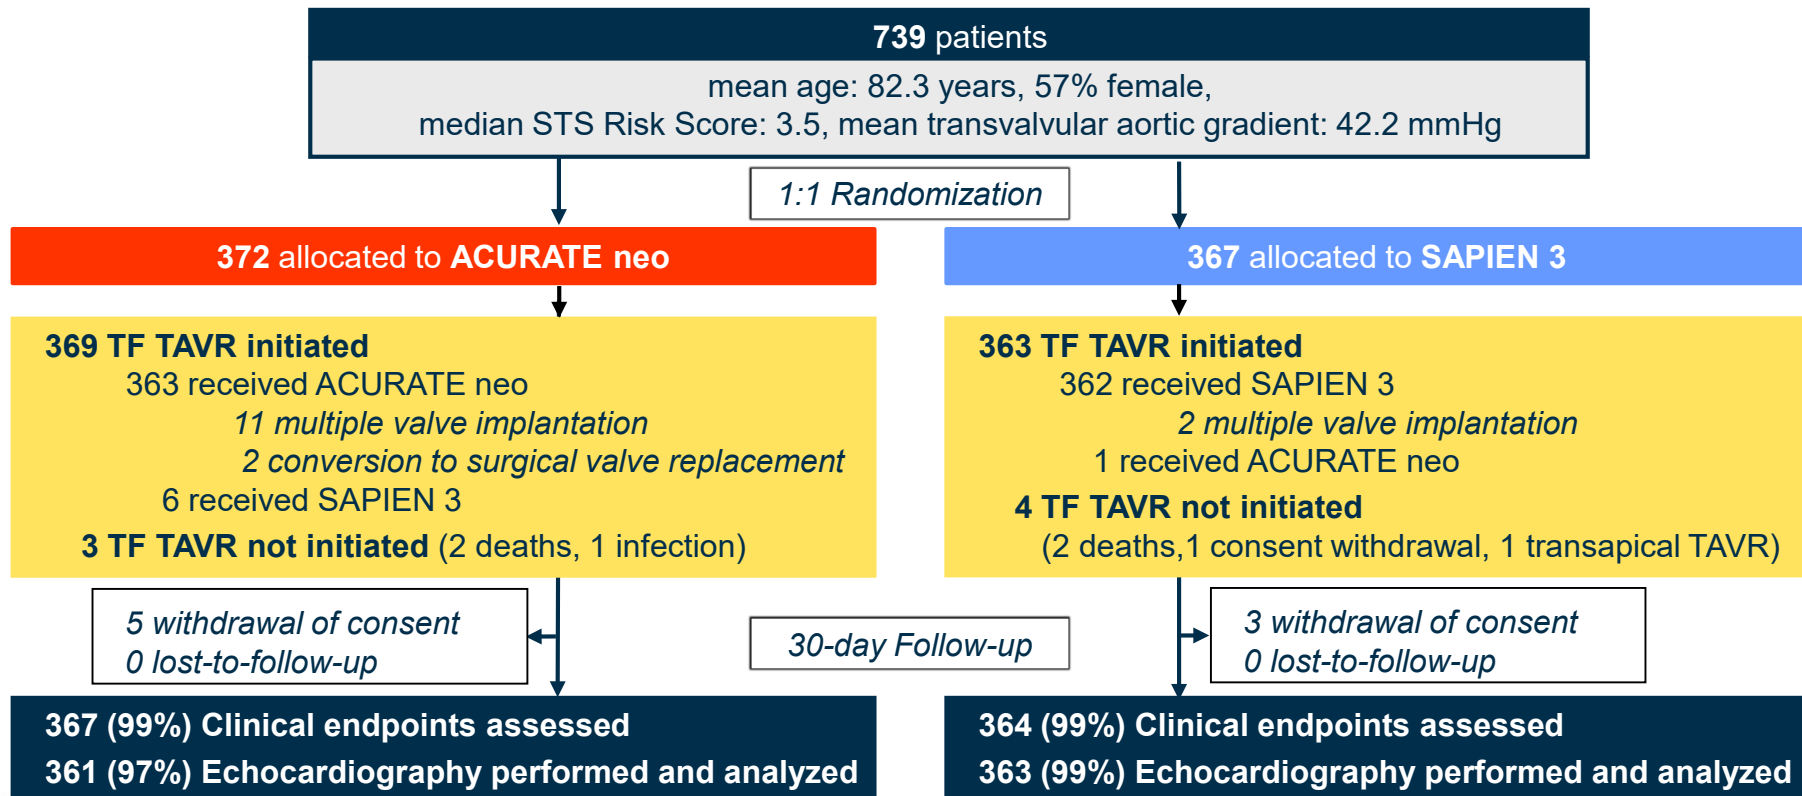 739 patients
mean age: 82.3 years, 57% female,
median STS Risk Score: 3.5, mean transvalvular aortic gradient: 42.2 mmHg
1:1 Randomization
372 allocated to ACURATE neo
369 TF TAVR initiated
363 received ACURATE neo
11 multiple valve implantation
2 conversion to surgical valve replacement
6 received SAPIEN 3
3 TF TAVR not initiated (2 deaths, 1 infection)
367 allocated to SAPIEN 3
363 TF TAVR initiated
362 received SAPIEN 3
2 multiple valve implantation
1 received ACURATE neo
4 TF TAVR not initiated
(2 deaths,1 consent withdrawal, 1 transapical TAVR)
5 withdrawal of consent
0 lost-to-follow-up
30-day Follow-up
3 withdrawal of consent
0 lost-to-follow-up
367 (99%) Clinical endpoints assessed
361 (97%) Echocardiography performed and analyzed
364 (99%) Clinical endpoints assessed
363 (99%) Echocardiography performed and analyzed